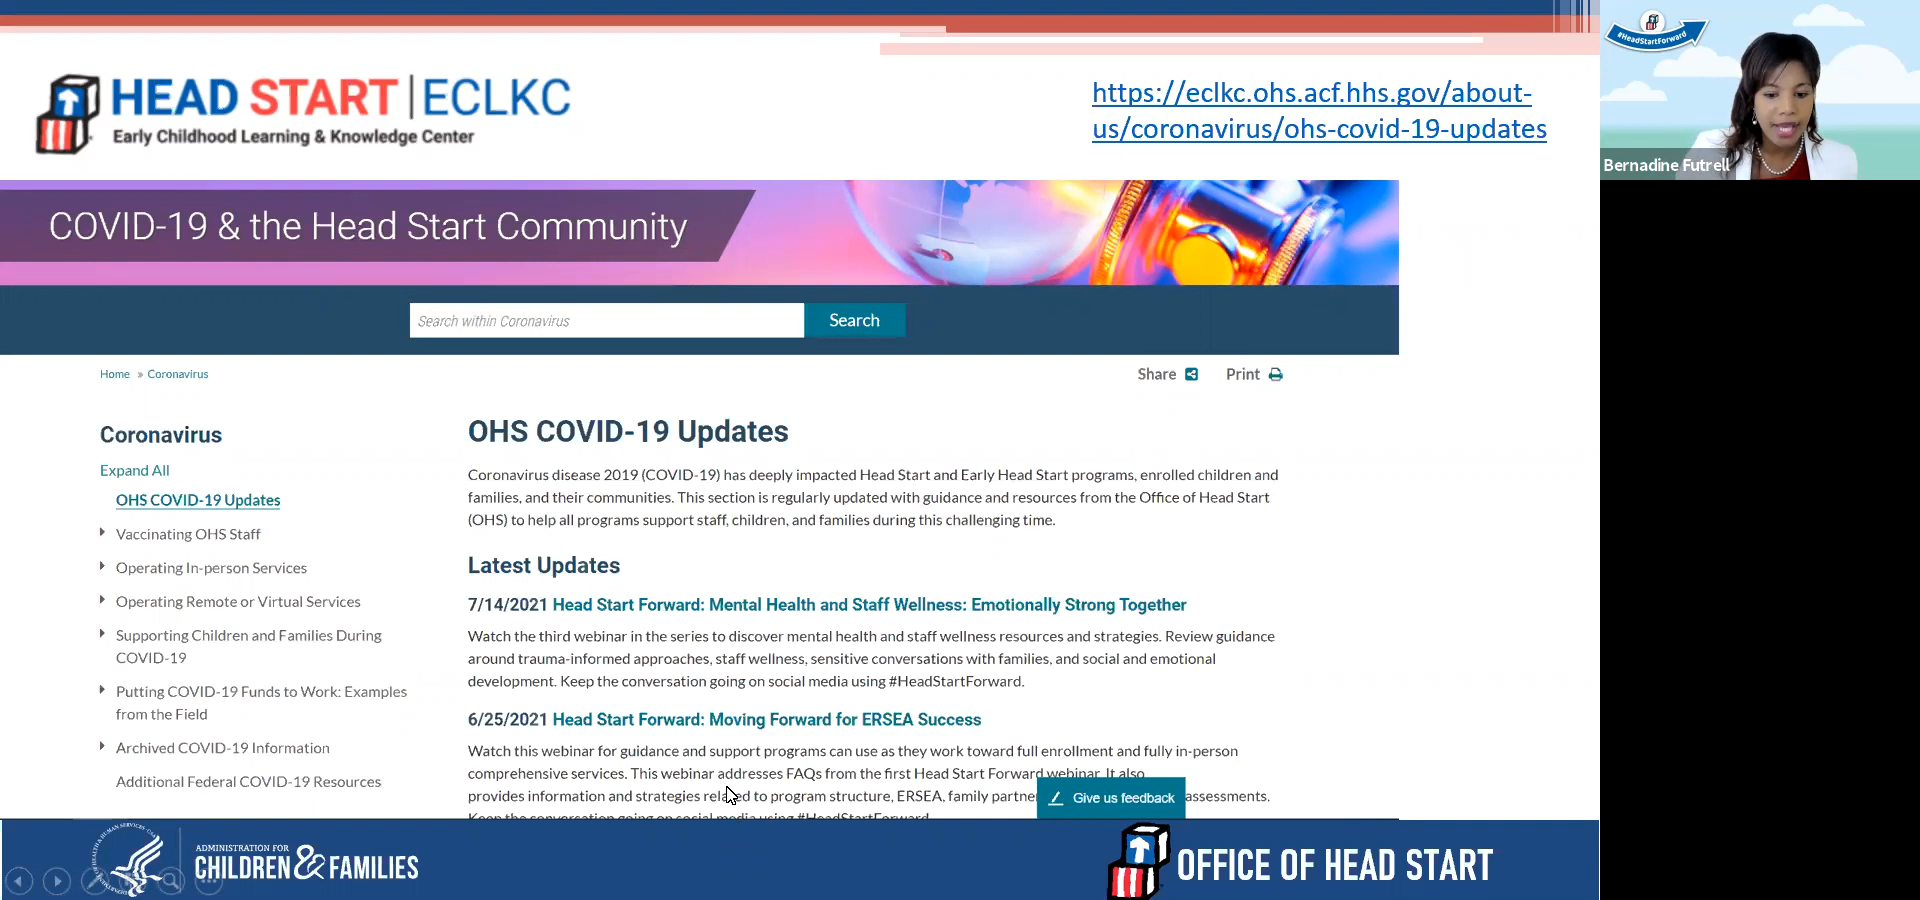 HEAD START | ECLKC
Early Childhood Learning & Knowledge Center
https://eclkc.ohs.acf.hhs.gov/about-
us/coronavirus/ohs-covid-19-updates
#HeadStartForward
Bernadine Futrell
COVID-19 & the Head Start Community
Search within Coronavirus
Search
Home » Coronavirus
Share
Print
Coronavirus
Expand All
OHS COVID-19 Updates
Vaccinating OHS Staff
Operating In-person Services
Operating Remote or Virtual Services
Supporting Children and Families During
COVID-19
Putting COVID-19 Funds to Work: Examples
from the Field
Archived COVID-19 Information
Additional Federal COVID-19 Resources
OHS COVID-19 Updates
Coronavirus disease 2019 (COVID-19) has deeply impacted Head Start and Early Head Start programs, enrolled children and
families, and their communities. This section is regularly updated with guidance and resources from the Office of Head Start
(OHS) to help all programs support staff, children, and families during this challenging time.
Latest Updates
7/14/2021 Head Start Forward: Mental Health and Staff Wellness: Emotionally Strong Together
Watch the third webinar in the series to discover mental health and staff wellness resources and strategies. Review guidance
around trauma-informed approaches, staff wellness, sensitive conversations with families, and social and emotional
development. Keep the conversation going on social media using #HeadStartForward.
6/25/2021 Head Start Forward: Moving Forward for ERSEA Success
Watch this webinar for guidance and support programs can use as they work toward full enrollment and fully in-person
comprehensive services. This webinar addresses FAQs from the first Head Start Forward webinar. It also
provides information and strategies related to program structure, ERSEA, family partne assessments.
Keep the conversation going on social media using #HeadStartForward.
Give us feedback
ADMINISTRATION FOR
CHILDREN & FAMILIES
OFFICE OF HEAD START